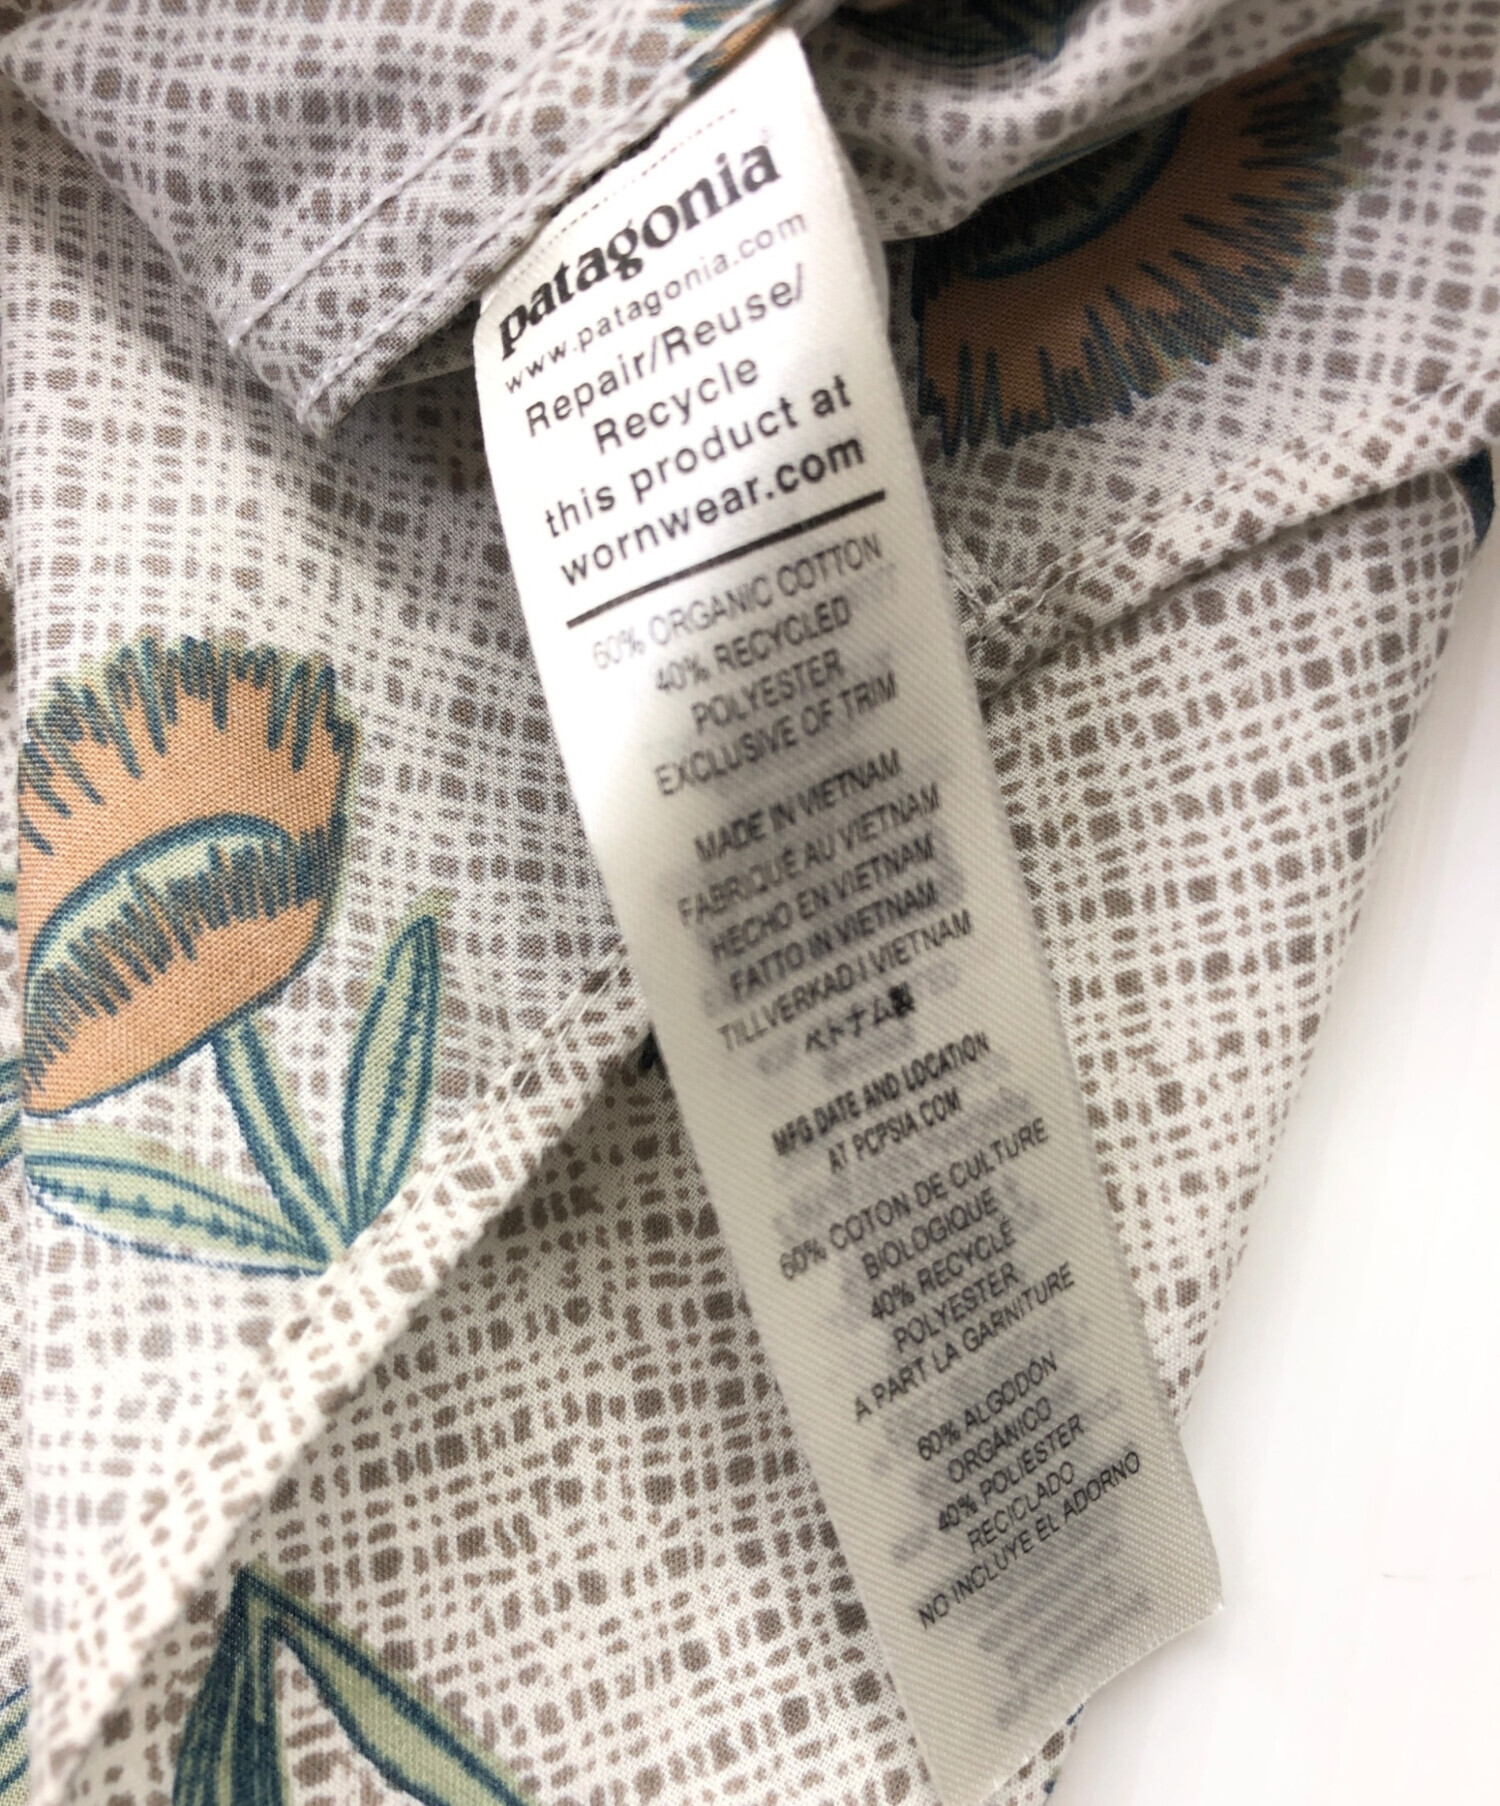 patagonia
www.patagonia.com
Repair/Reuse/
Recycle
this product at
wornwear.com
60% ORGANIC COTTON
40% RECYCLED
POLYESTER
EXCLUSIVE OF TRIM
MADE IN VIETNAM
FABRIQUÉ AU VIETNAM
HECHO EN VIETNAM
FATTO IN VIETNAM
TILLVERKAD I VIETNAM
ベトナム製
MFG DATE AND LOCATION
AT PCPSIA.COM
60% COTON DE CULTURE
BIOLOGIQUE
40% RECYCLÉ
POLYESTER
A PART LA GARNITURE
60% ALGODÓN
ORGÁNICO
40% POLIÉSTER
RECICLADO
NO INCLUYE EL ADORNO